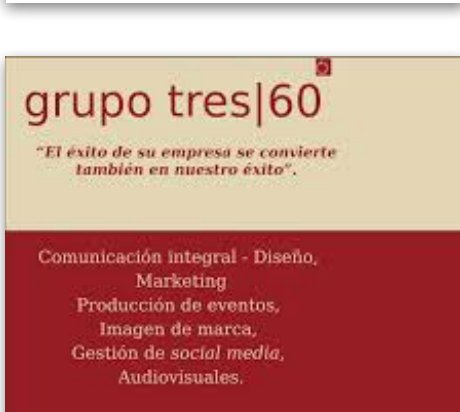 grupo tres|60
“El éxito de su empresa se convierte
también en nuestro éxito”.
Comunicación integral - Diseño,
Marketing
Producción de eventos,
Imagen de marca,
Gestión de social media,
Audiovisuales.